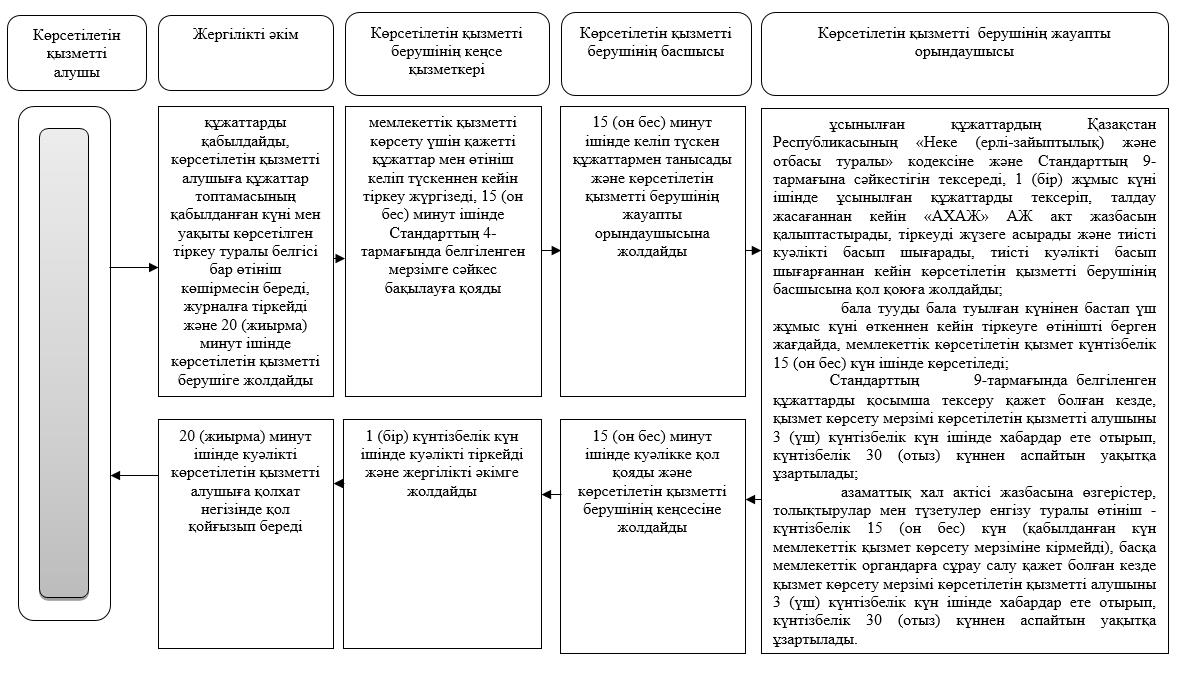 Көрсетілетін
қызметті
алушы
Жергілікті әкім
Көрсетілетін қызметті
берушінің кеңсе
қызметкері
Көрсетілетін қызметті
берушінің басшысы
Көрсетілетін қызметті берушінің жауапты
орындаушысы
құжаттарды
қабылдайды,
көрсетілетін қызметті
алушыға құжаттар
топтамасының
қабылданған күні мен
уақыты көрсетілген
тіркеу туралы белгісі
бар өтініш
көшірмесін береді,
журналға тіркейді
және 20 (жиырма)
минут ішінде
көрсетілетін қызметті
берушіге жолдайды
мемлекеттік қызметті
көрсету үшін қажетті
құжаттар мен өтініш
келіп түскеннен кейін
тіркеу жүргізеді, 15 (он
бес) минут ішінде
Стандарттың 4-
тармағында белгіленген
мерзімге сәйкес
бақылауға қояды
15 (он бес) минут
ішінде келіп түскен
құжаттармен танысады
және көрсетілетін
қызметті берушінің
жауапты
орындаушысына
жолдайды
ұсынылған құжаттардың Қазақстан
Республикасының «Неке (ерлі-зайыптылық) және
отбасы туралы» кодексіне және Стандарттың 9-
тармағына сәйкестігін тексереді, 1 (бір) жұмыс күні
ішінде ұсынылған құжаттарды тексеріп, талдау
жасағаннан кейін «АХАЖ» АЖ акт жазбасын
қалыптастырады, тіркеуді жүзеге асырады және тиісті
куәлікті басып шығарады, тиісті куәлікті басып
шығарғаннан кейін көрсетілетін қызметті берушінің
басшысына қол қоюға жолдайды;
бала тууды бала туылған күнінен бастап үш
жұмыс күні өткеннен кейін тіркеуге өтінішті берген
жағдайда, мемлекеттік көрсетілетін қызмет күнтізбелік
15 (он бес) күн ішінде көрсетіледі;
Стандарттың 9-тармағында белгіленген
құжаттарды қосымша тексеру қажет болған кезде,
қызмет көрсету мерзімі көрсетілетін қызметті алушыны
3 (үш) күнтізбелік күн ішінде хабардар ете отырып,
күнтізбелік 30 (отыз) күннен аспайтын уақытқа
ұзартылады;
азаматтық хал актісі жазбасына өзгерістер,
толықтырулар мен түзетулер енгізу туралы өтініш -
күнтізбелік 15 (он бес) күн (қабылданған күн
мемлекеттік қызмет көрсету мерзіміне кірмейді), басқа
мемлекеттік органдарға сұрау салу қажет болған кезде
қызмет көрсету мерзімі көрсетілетін қызметті алушыны
3 (үш) күнтізбелік күн ішінде хабардар ете отырып,
күнтізбелік 30 (отыз) күннен аспайтын уақытқа
ұзартылады.
20 (жиырма) минут
ішінде куәлікті
көрсетілетін қызметті
алушыға қолхат
негізінде қол
қойғызып береді
1 (бір) күнтізбелік күн
ішінде куәлікті тіркейді
және жергілікті әкімге
жолдайды
15 (он бес) минут
ішінде куәлікке қол
қояды және
көрсетілетін қызметті
берушінің кеңсесіне
жолдайды